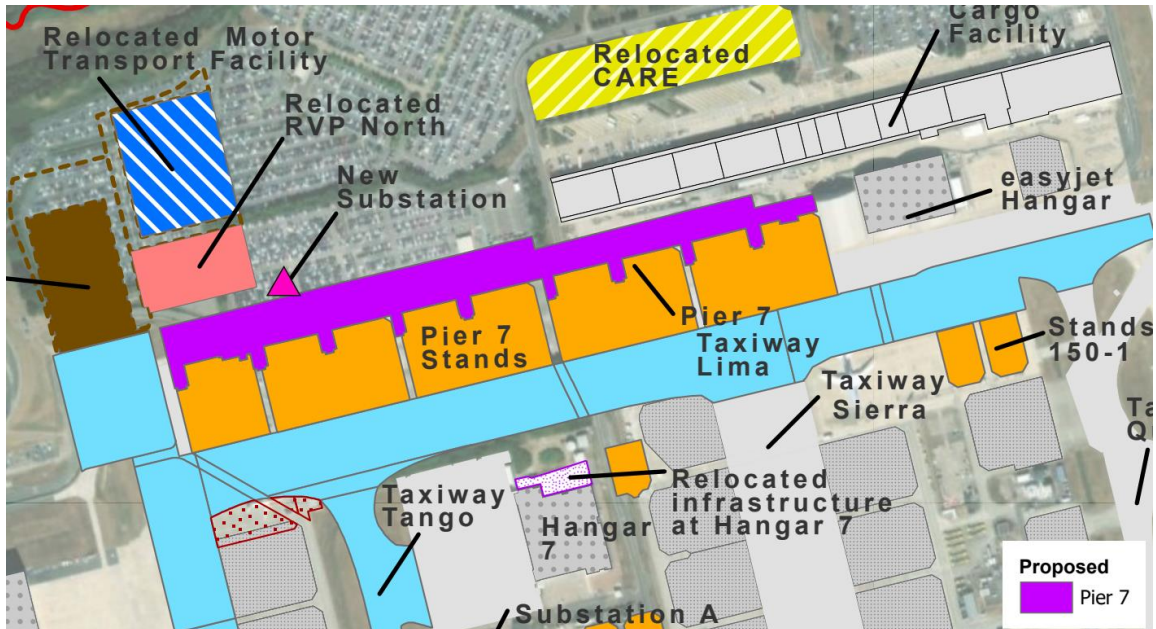 Cargo
Facility
Relocated Motor
Transport Facility
Relocated
CARE
Relocated
RVP North
New
Substation
easyjet
Hangar
Pier 7
Stands
Pier 7
Taxiway
Lima
Stands
150-1
Taxiway
Sierra
Taxiway
Tango
Hangar
7
Relocated
infrastructure
at Hangar 7
Substation A
Proposed
Pier 7